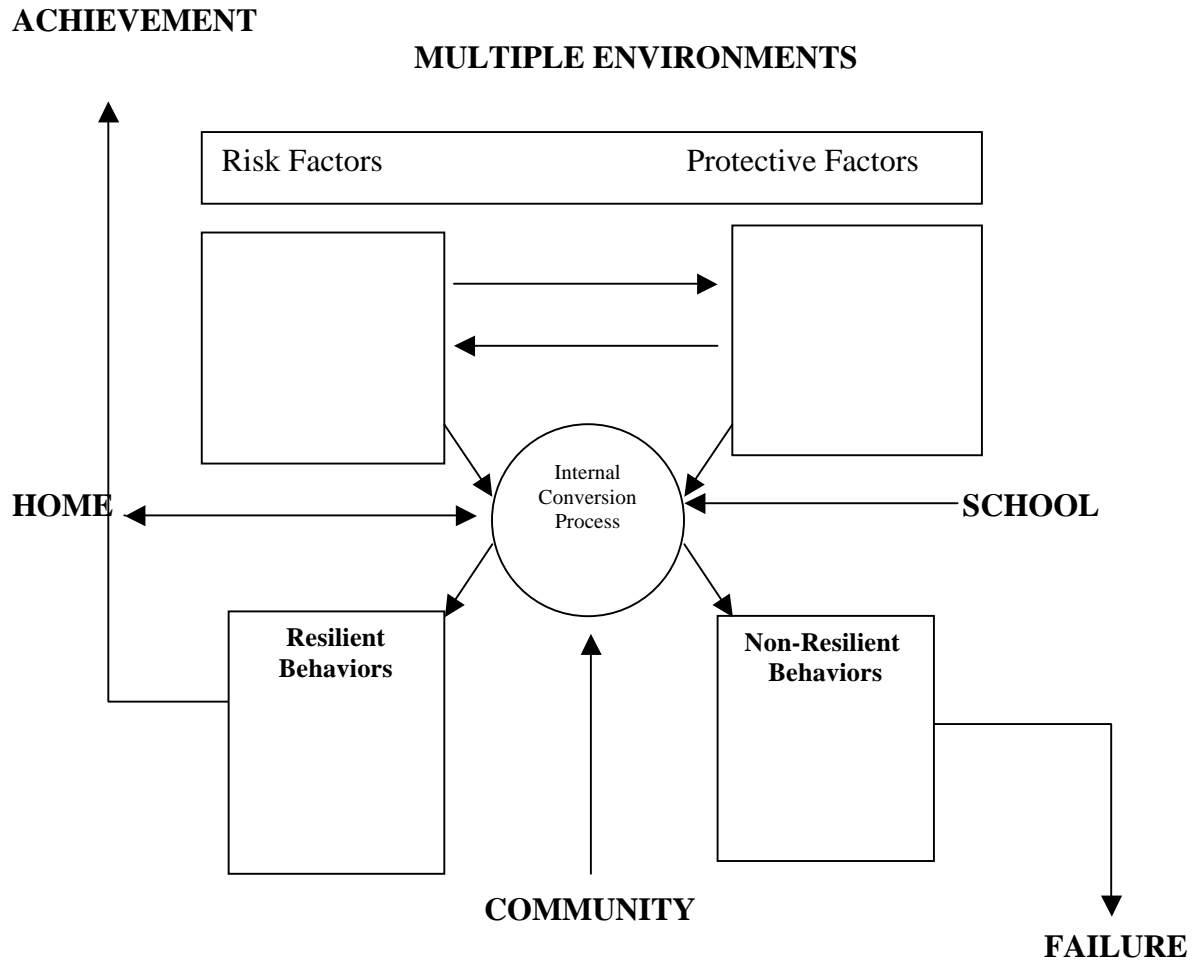 ACHIEVEMENT
MULTIPLE ENVIRONMENTS
Risk Factors Protective Factors
Internal
Conversion
Process
HOME
SCHOOL
Resilient
Behaviors
Non-Resilient
Behaviors
COMMUNITY
FAILURE